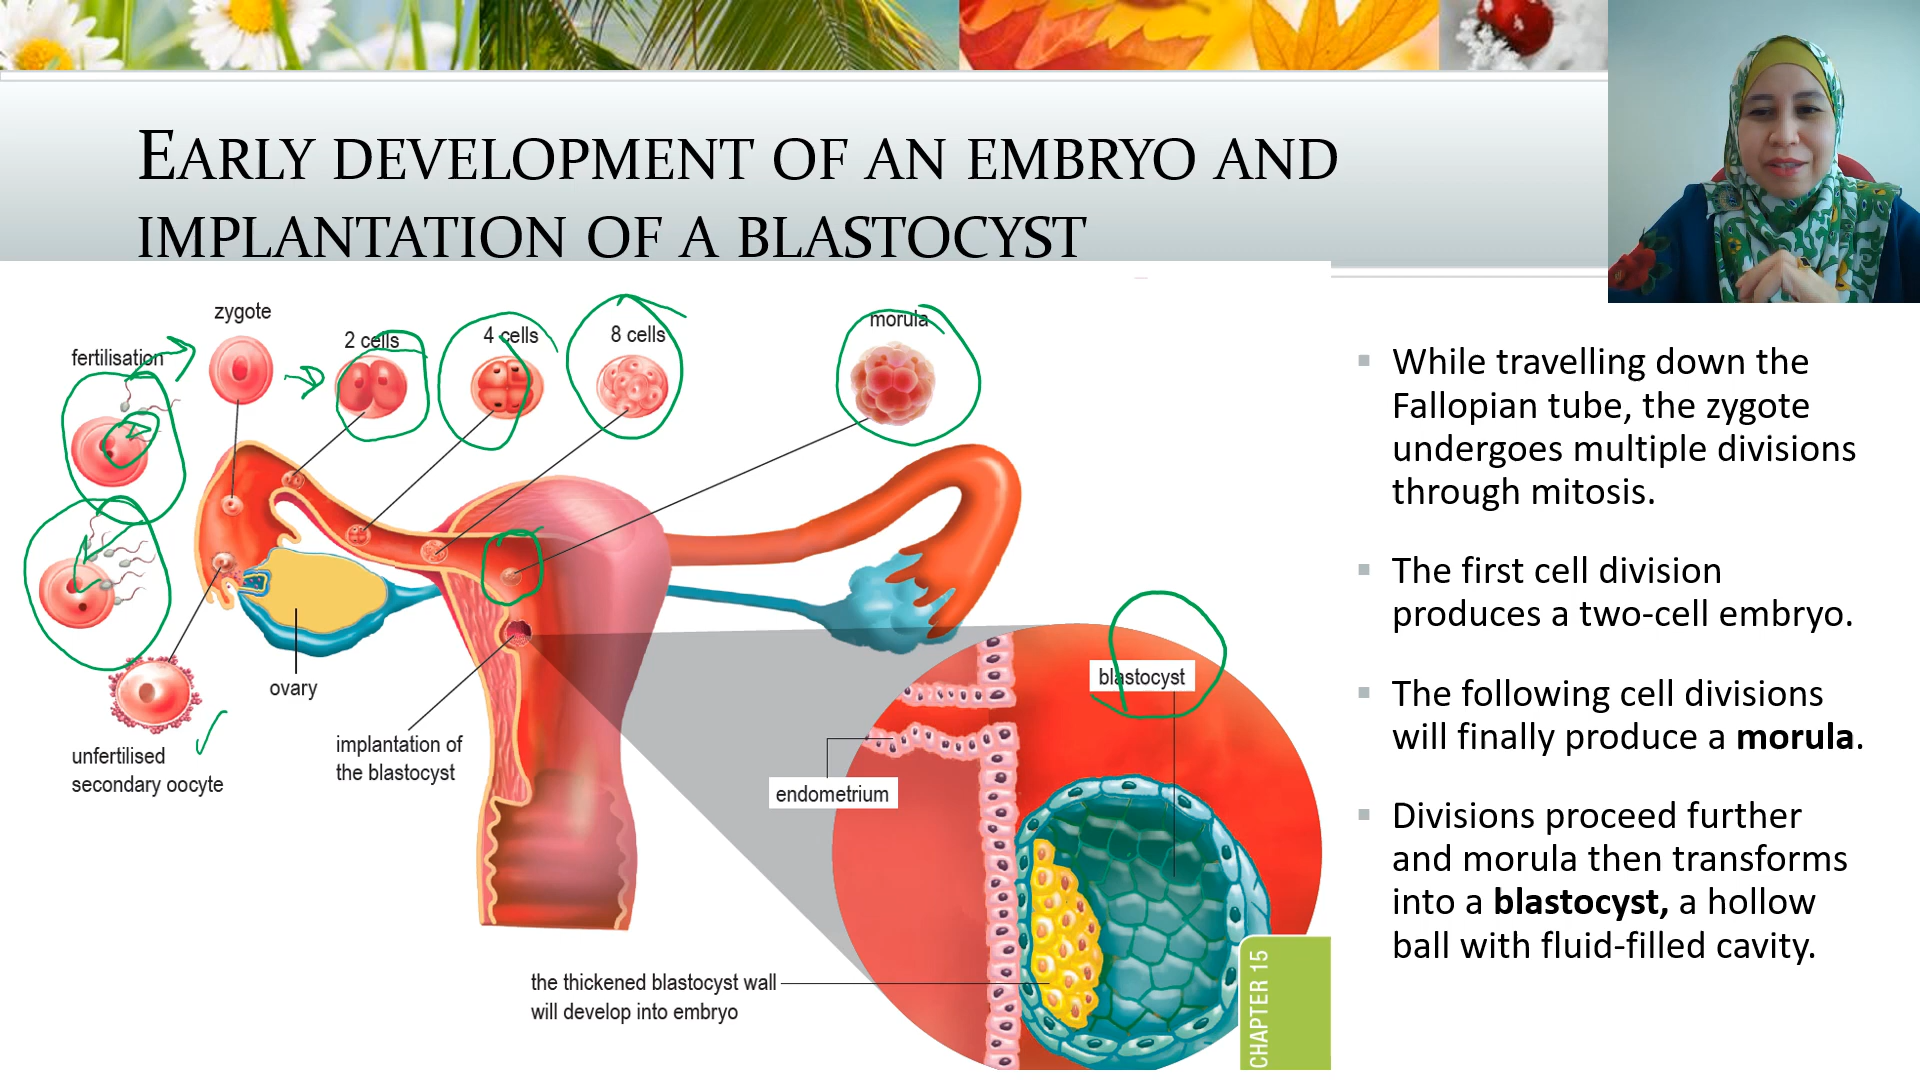 EARLY DEVELOPMENT OF AN EMBRYO AND
IMPLANTATION OF A BLASTOCYST
zygote
2 cells
4 cells
8 cells
morula
fertilisation
ovary
unfertilised
secondary oocyte
implantation of
the blastocyst
blastocyst
endometrium
the thickened blastocyst wall
will develop into embryo
CHAPTER 15
While travelling down the
Fallopian tube, the zygote
undergoes multiple divisions
through mitosis.
The first cell division
produces a two-cell embryo.
The following cell divisions
will finally produce a morula.
Divisions proceed further
and morula then transforms
into a blastocyst, a hollow
ball with fluid-filled cavity.